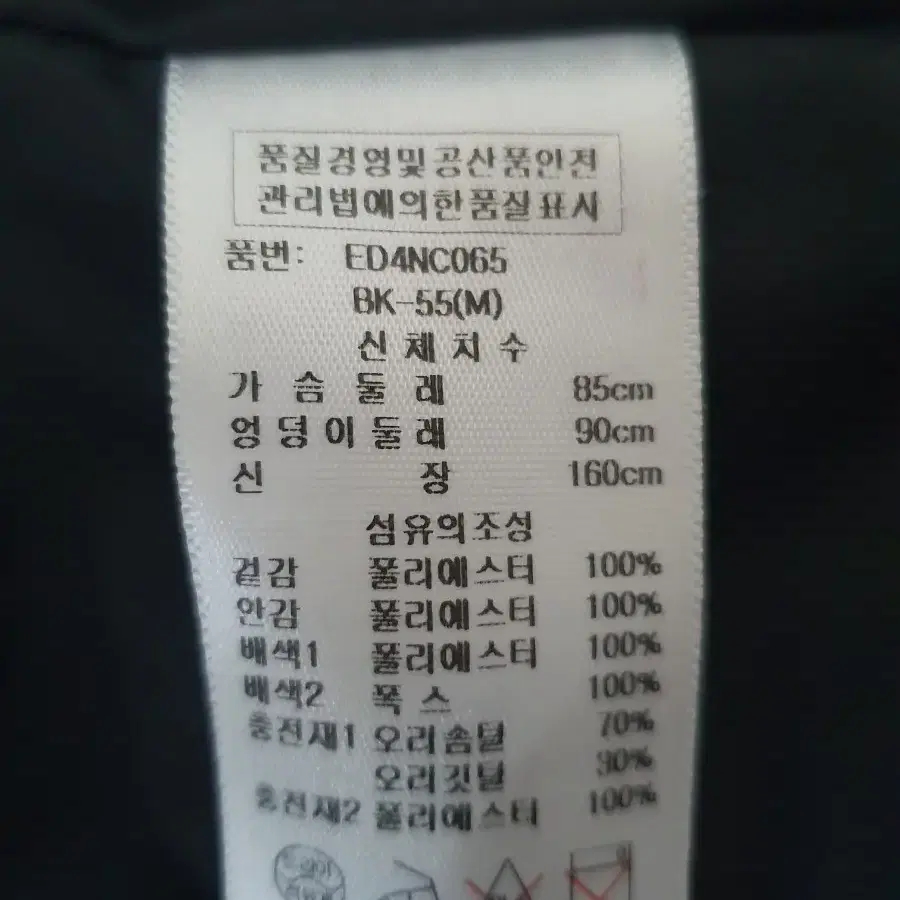 품질경영및공산품안전
관리법에의한품질표시
품번: ED4NC065
BK-55(M)
신체치수
가슴둘레 85cm
엉덩이둘레 90cm
신장 160cm
섬유의조성
겉감 폴리에스터 100%
안감 폴리에스터 100%
배색1 폴리에스터 100%
배색2 폭스 100%
충전재1 오리솜털 70%
오리깃털 30%
충전재2 폴리에스터 100%